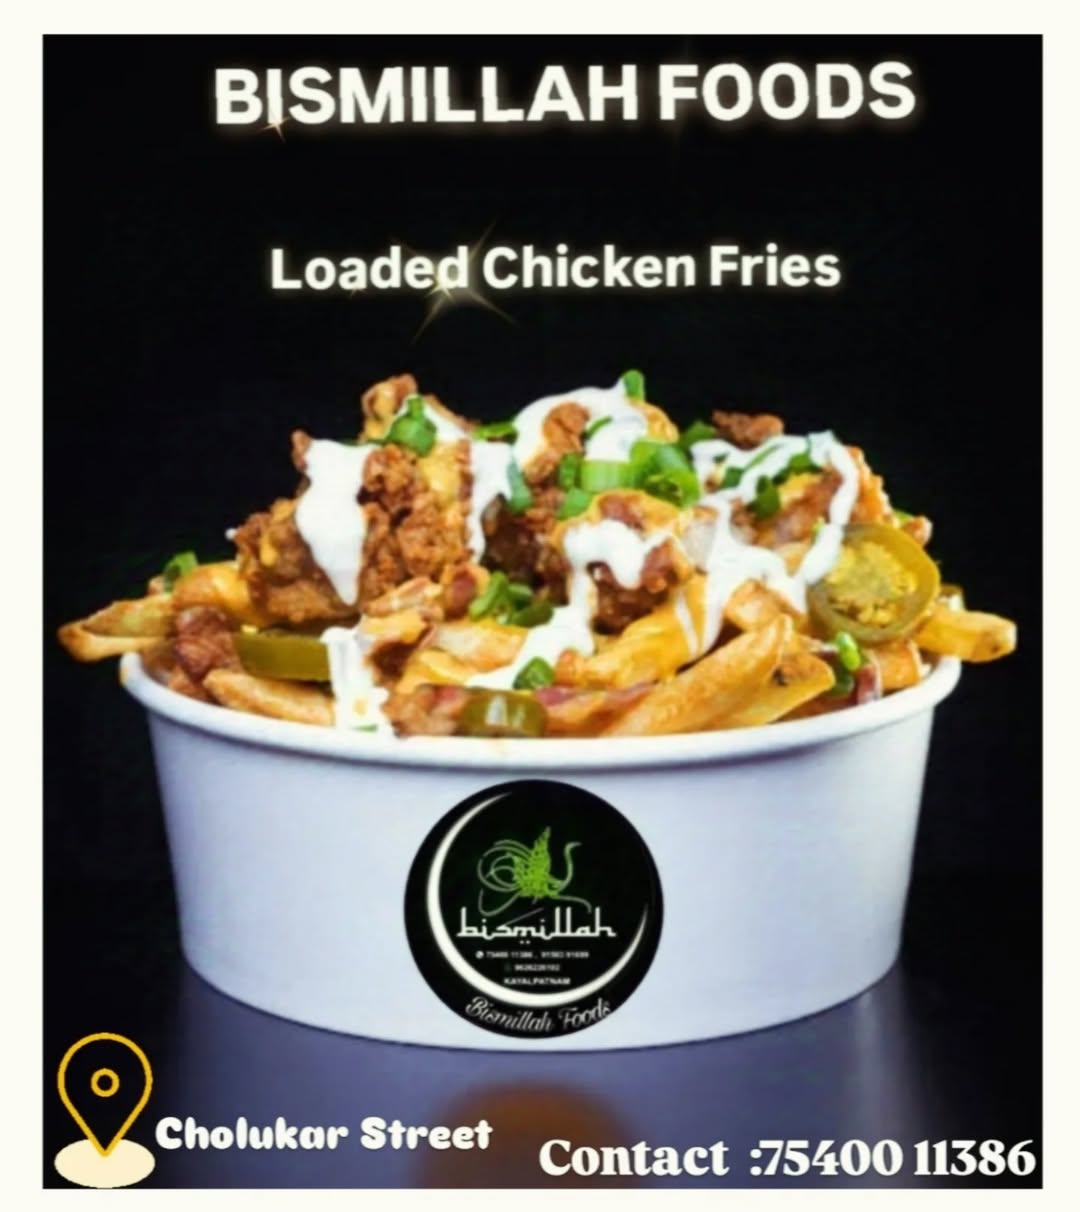 BISMILLAH FOODS
Loaded Chicken Fries
bismillah
KAYALPATNAM
Bismillah Foods
Cholukar Street
Contact :75400 11386